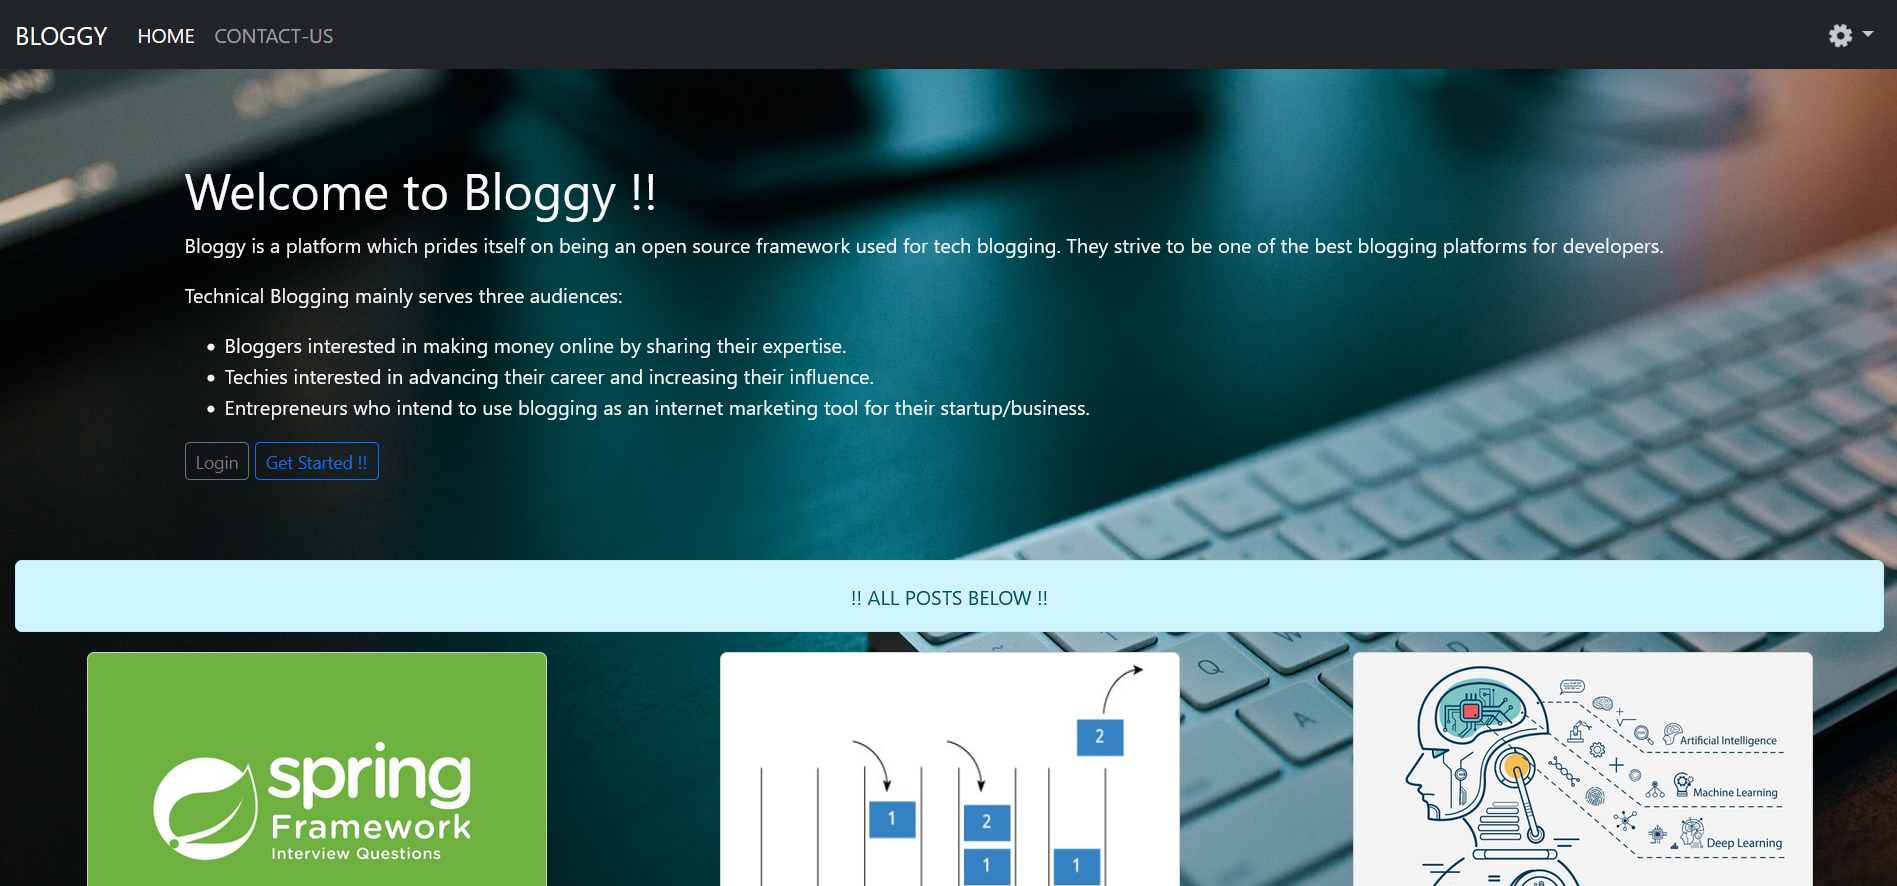 BLOGGY HOME CONTACT-US
Welcome to Bloggy !!
Bloggy is a platform which prides itself on being an open source framework used for tech blogging. They strive to be one of the best blogging platforms for developers.
Technical Blogging mainly serves three audiences:
Bloggers interested in making money online by sharing their expertise.
Techies interested in advancing their career and increasing their influence.
Entrepreneurs who intend to use blogging as an internet marketing tool for their startup/business.
Login Get Started !!
!! ALL POSTS BELOW !!
Q
A
spring
Framework
Interview Questions
2
1
2
1
1
Artificial Intelligence
Machine Learning
Deep Learning